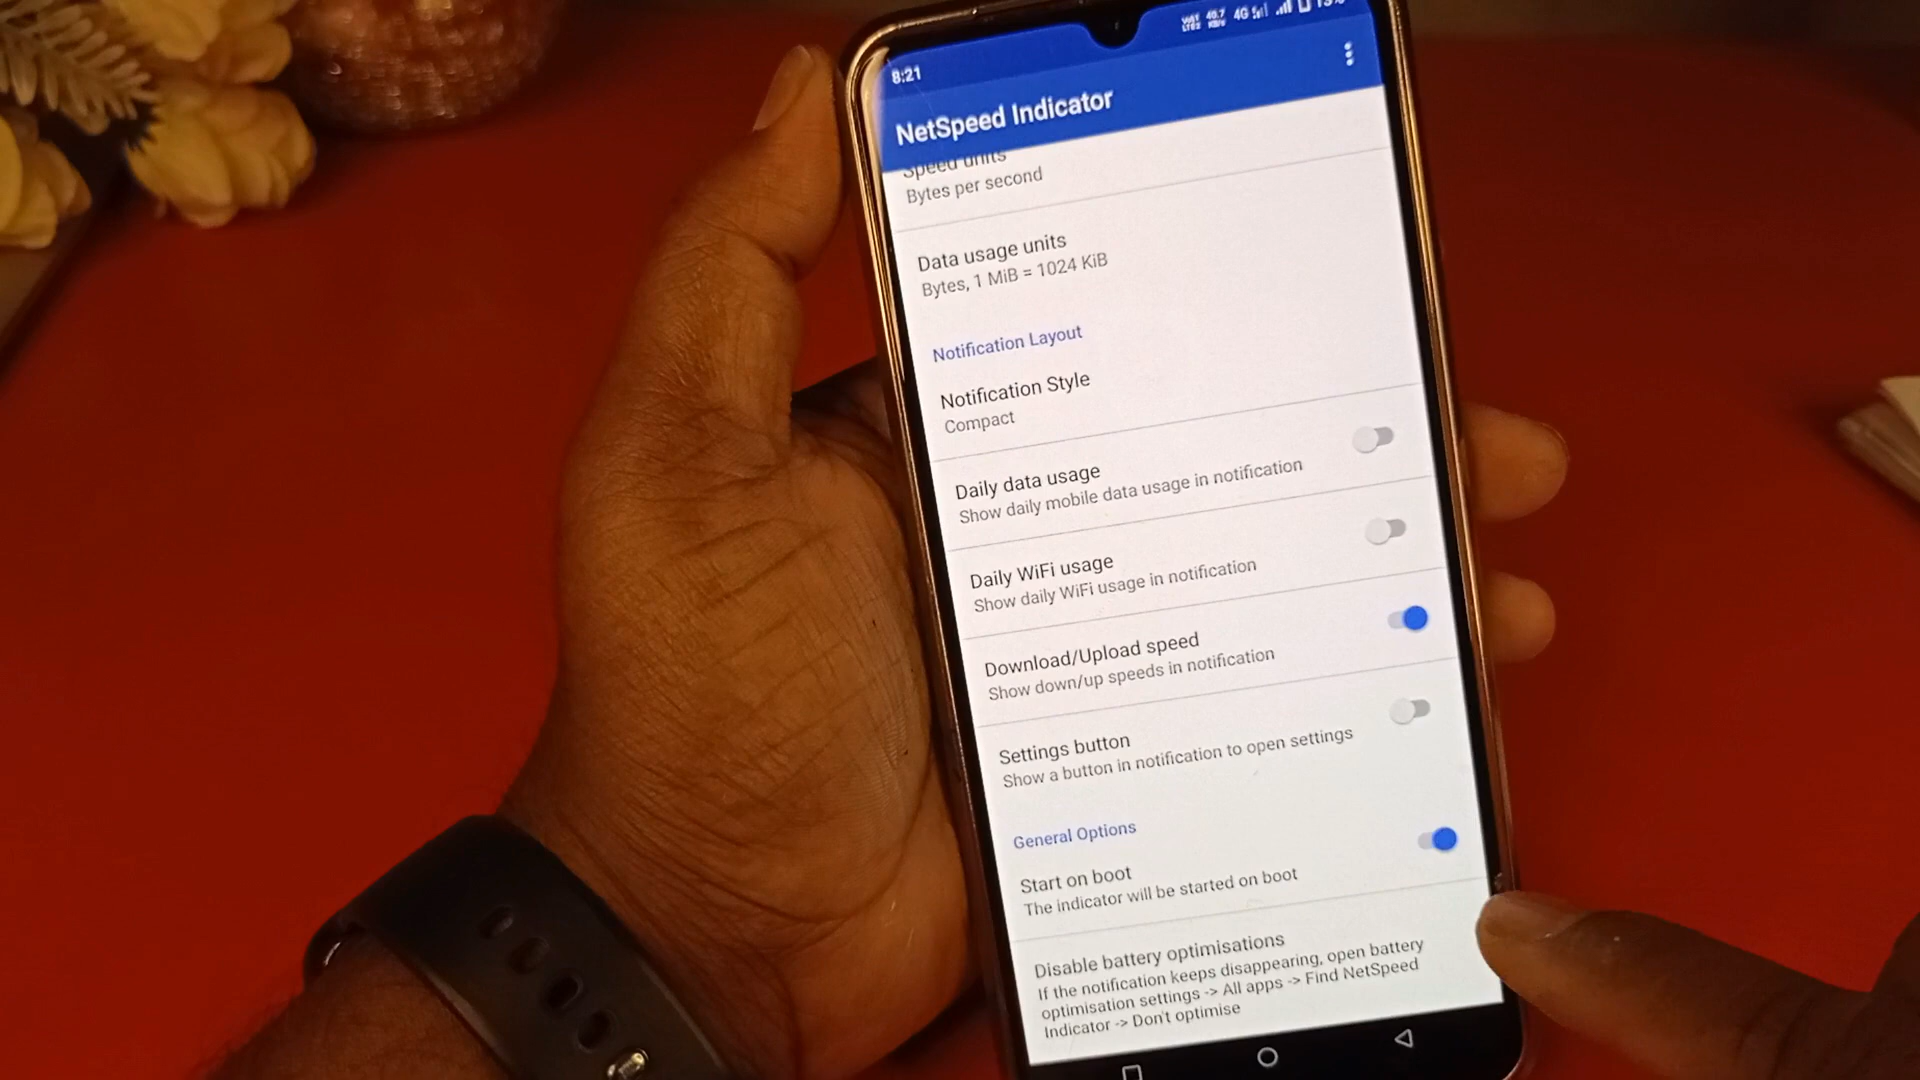 8:21
4G
NetSpeed Indicator
Speed units
Bytes per second
Data usage units
Bytes, 1 MiB = 1024 KiB
Notification Layout
Notification Style
Compact
Daily data usage
Show daily mobile data usage in notification
Daily WiFi usage
Show daily WiFi usage in notification
Download/Upload speed
Show down/up speeds in notification
Settings button
Show a button in notification to open settings
General Options
Start on boot
The indicator will be started on boot
Disable battery optimisations
If the notification keeps disappearing, open battery
optimisation settings -> All apps -> Find NetSpeed
Indicator -> Don't optimise